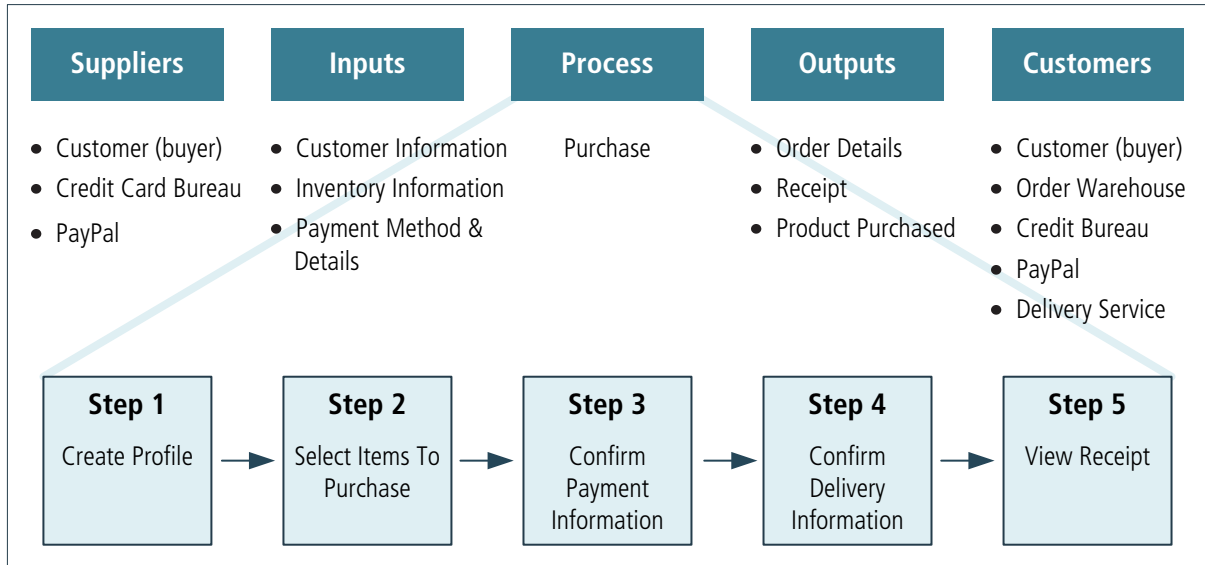 Suppliers
Inputs
Process
Outputs
Customers
• Customer (buyer)
• Credit Card Bureau
• PayPal
• Customer Information
• Inventory Information
• Payment Method &
Details
Purchase
• Order Details
• Receipt
• Product Purchased
• Customer (buyer)
• Order Warehouse
• Credit Bureau
• PayPal
• Delivery Service
Step 1
Create Profile
Step 2
Select Items To
Purchase
Step 3
Confirm
Payment
Information
Step 4
Confirm
Delivery
Information
Step 5
View Receipt